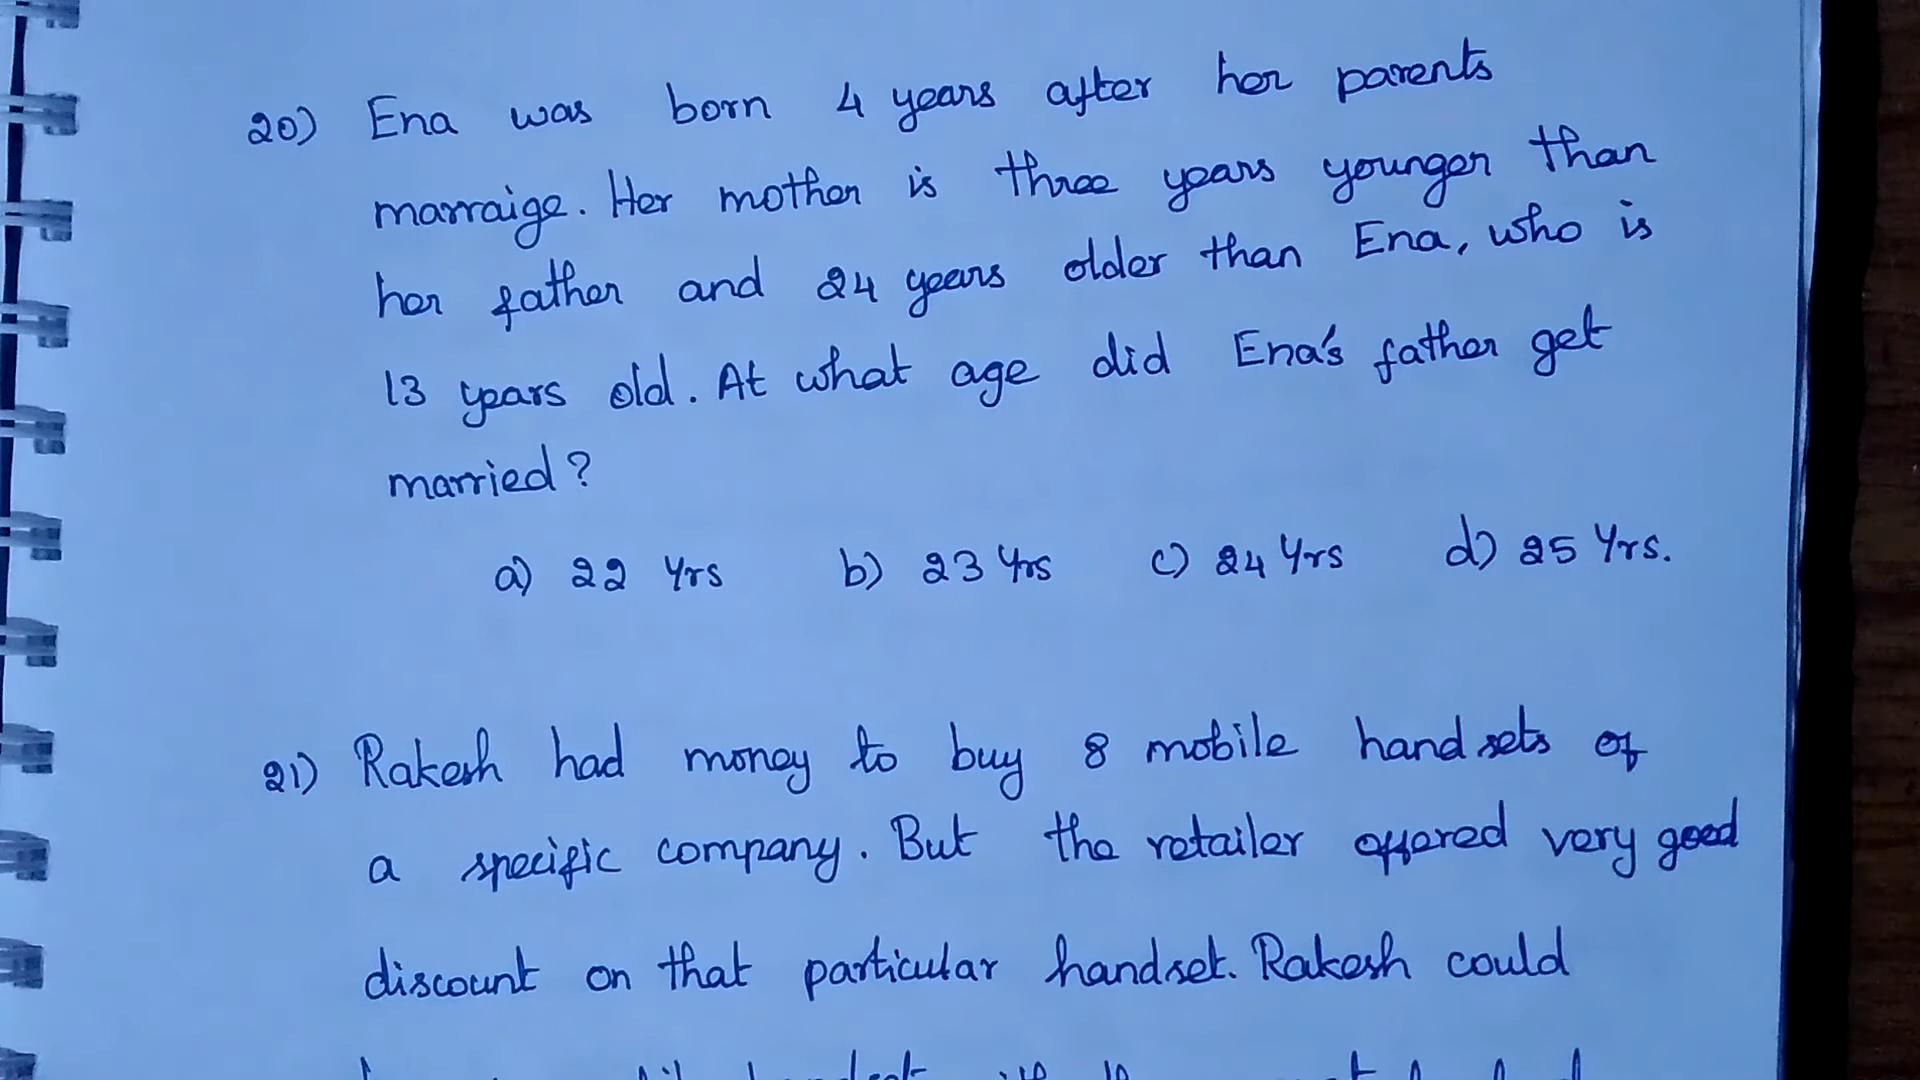 20) Ena was born 4 years after her parents
marraige. Her mother is three years younger than
her father and 24 years older than Ena, who is
13 years old. At what age did Ena's father get
married?
a) 22 Yrs b) 23 Yrs c) 24 Yrs d) 25 Yrs.
21) Rakesh had money to buy 8 mobile handsets of
a specific company. But the retailer offered very good
discount on that particular handset. Rakesh could